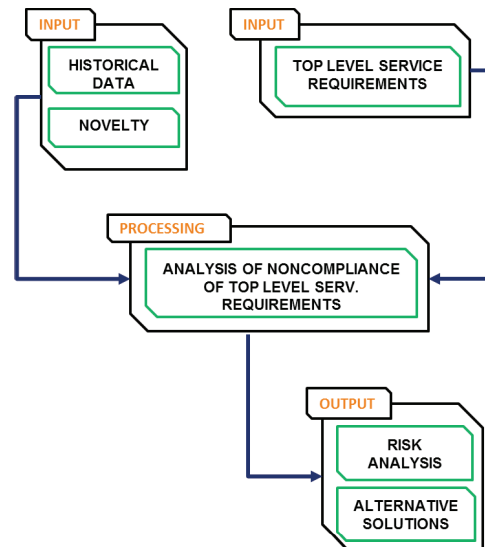 INPUT
HISTORICAL
DATA
NOVELTY
INPUT
TOP LEVEL SERVICE
REQUIREMENTS
PROCESSING
ANALYSIS OF NONCOMPLIANCE
OF TOP LEVEL SERV.
REQUIREMENTS
OUTPUT
RISK
ANALYSIS
ALTERNATIVE
SOLUTIONS